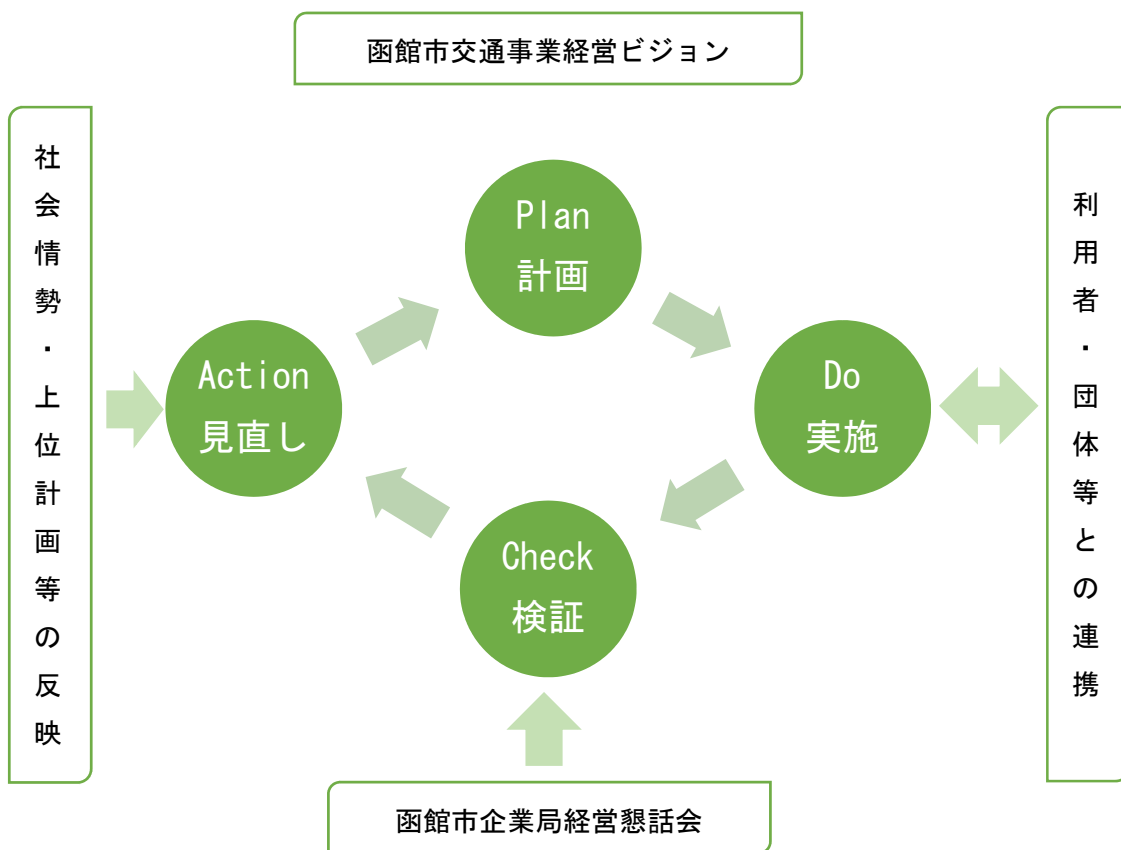 函館市交通事業経営ビジョン
社会情勢・上位計画等の反映
Plan
計画
Action
見直し
Do
実施
Check
検証
利用者・団体等との連携
函館市企業局経営懇話会